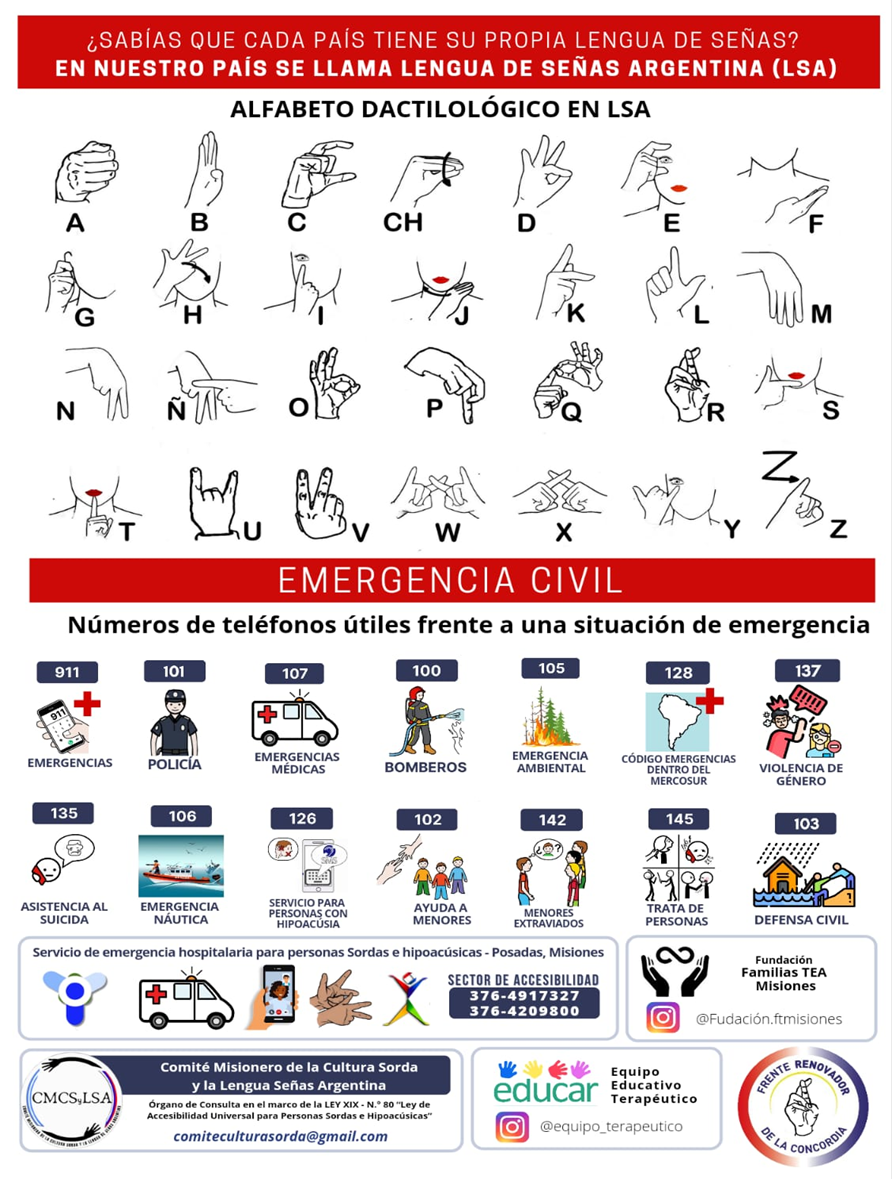 ¿SABÍAS QUE CADA PAÍS TIENE SU PROPIA LENGUA DE SEÑAS?
EN NUESTRO PAÍS SE LLAMA LENGUA DE SEÑAS ARGENTINA (LSA)
ALFABETO DACTILOLÓGICO EN LSA
A B C CH D E F
G H I J K L M
N Ñ O P Q R S
T U V W X Y Z
EMERGENCIA CIVIL
Números de teléfonos útiles frente a una situación de emergencia
911
911
EMERGENCIAS
101
POLICÍA
107
EMERGENCIAS
MÉDICAS
100
BOMBEROS
105
EMERGENCIA
AMBIENTAL
128
CÓDIGO EMERGENCIAS
DENTRO DEL
MERCOSUR
137
VIOLENCIA DE
GÉNERO
135
ASISTENCIA AL
SUICIDA
106
EMERGENCIA
NÁUTICA
126
SMS
SERVICIO PARA
PERSONAS CON
HIPOACÚSIA
102
AYUDA A
MENORES
142
?
MENORES
EXTRAVIADOS
145
TRATA DE
PERSONAS
103
DEFENSA CIVIL
Servicio de emergencia hospitalaria para personas Sordas e hipoacúsicas - Posadas, Misiones
SECTOR DE ACCESIBILIDAD
376-4917327
376-4209800
Fundación
Familias TEA
Misiones
@Fudación.ftmisiones
CMCSyLSA
Comité Misionero de la Cultura Sorda
y la Lengua Señas Argentina
Órgano de Consulta en el marco de la LEY XIX - N.º 80 “Ley de
Accesibilidad Universal para Personas Sordas e Hipoacúsicas”
comiteculturasorda@gmail.com
educar
Equipo
Educativo
Terapéutico
@equipo_terapeutico
FRENTE RENOVADOR
DE LA CONCORDIA